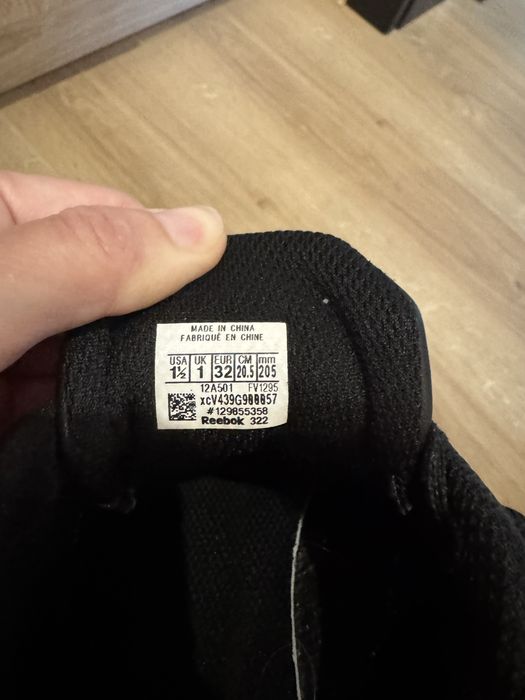 MADE IN CHINA
FABRIQUÉ EN CHINE
USA UK EUR CM mm
1½ 1 32 20.5 205
12A501 FV1295
#129855358
Reebok 322